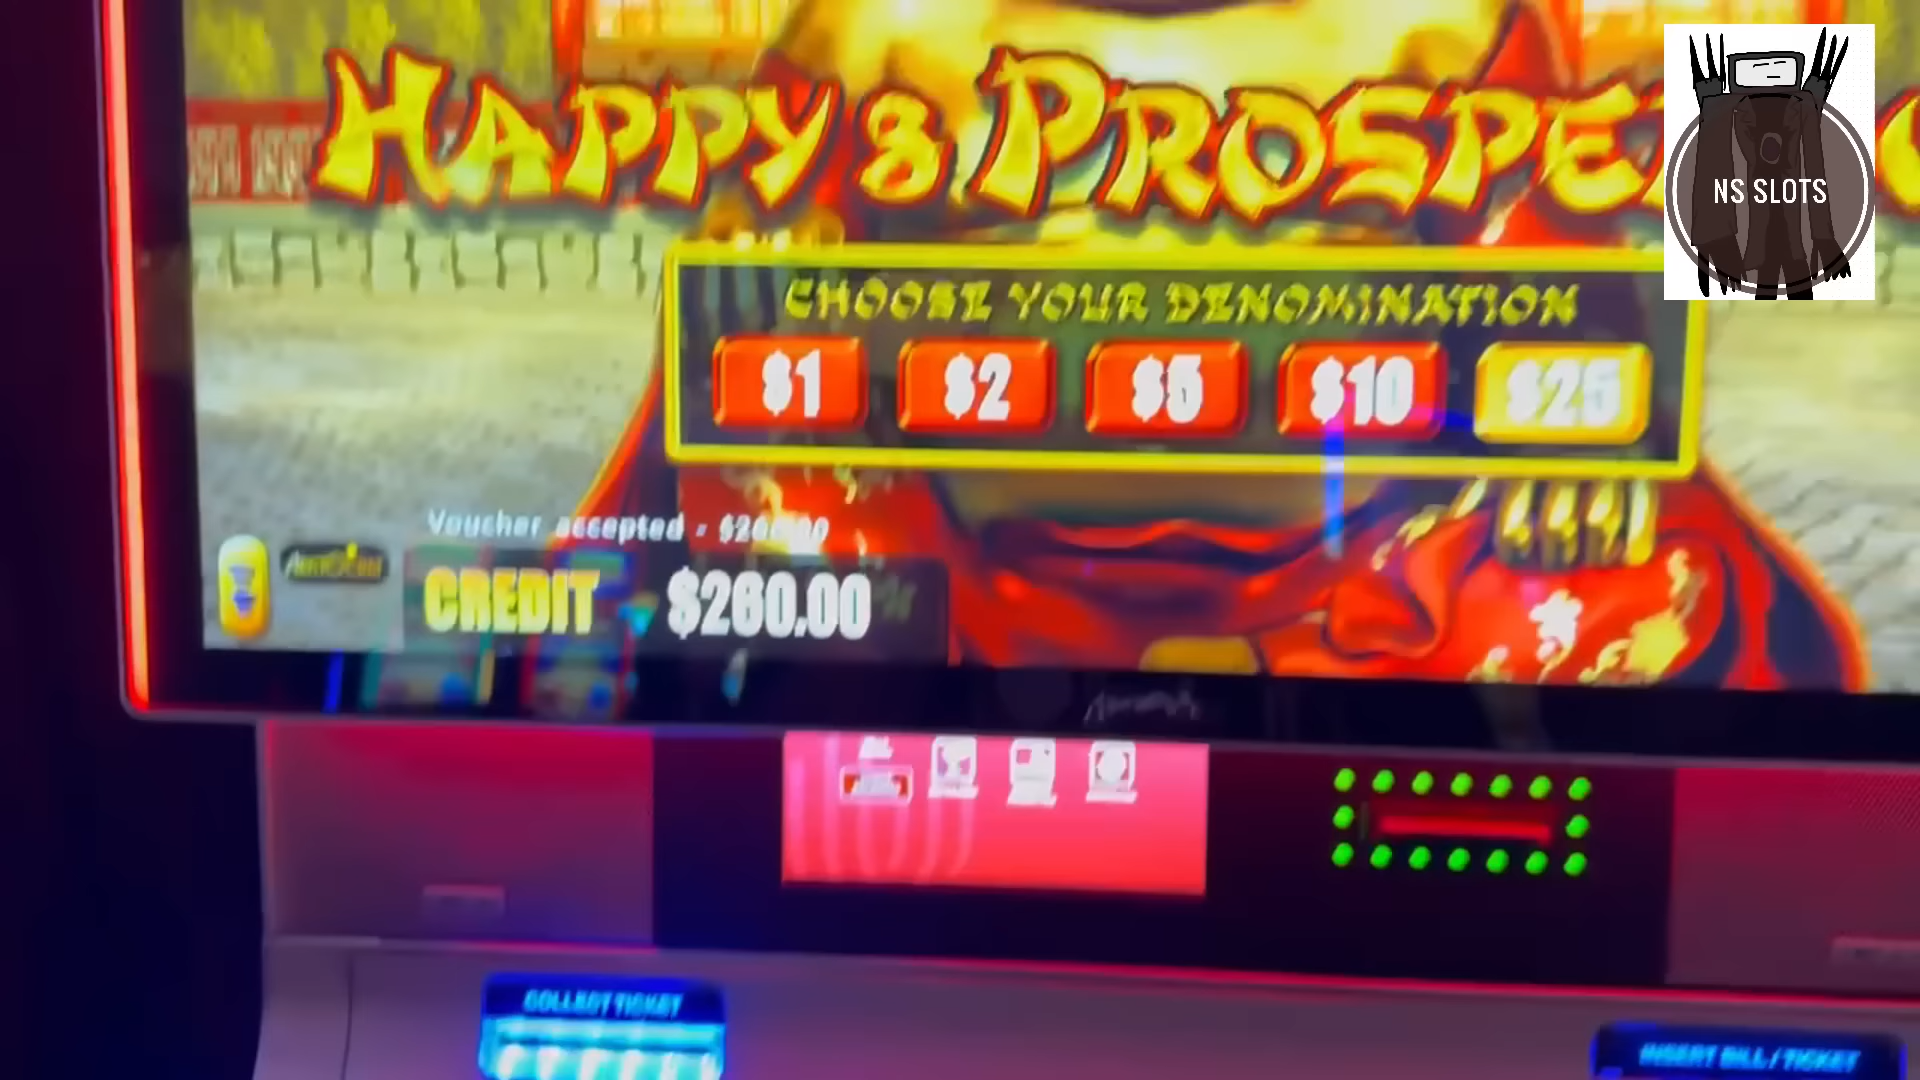 HAPPY & PROSPE
NS SLOTS
CHOOSE YOUR DENOMINATION
$1 $2 $5 $10 $25
Voucher accepted -
CREDIT $260.00
COLLECT TICKET
INSERT BILL / TICKET